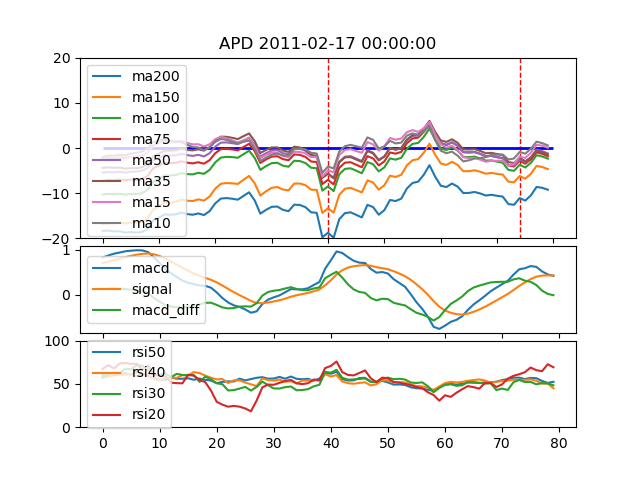 APD 2011-02-17 00:00:00
20
10
0
−10
−20
ma200
ma150
ma100
ma75
ma50
ma35
ma15
ma10
1
0
macd
signal
macd_diff
100
50
0
rsi50
rsi40
rsi30
rsi20
0 10 20 30 40 50 60 70 80